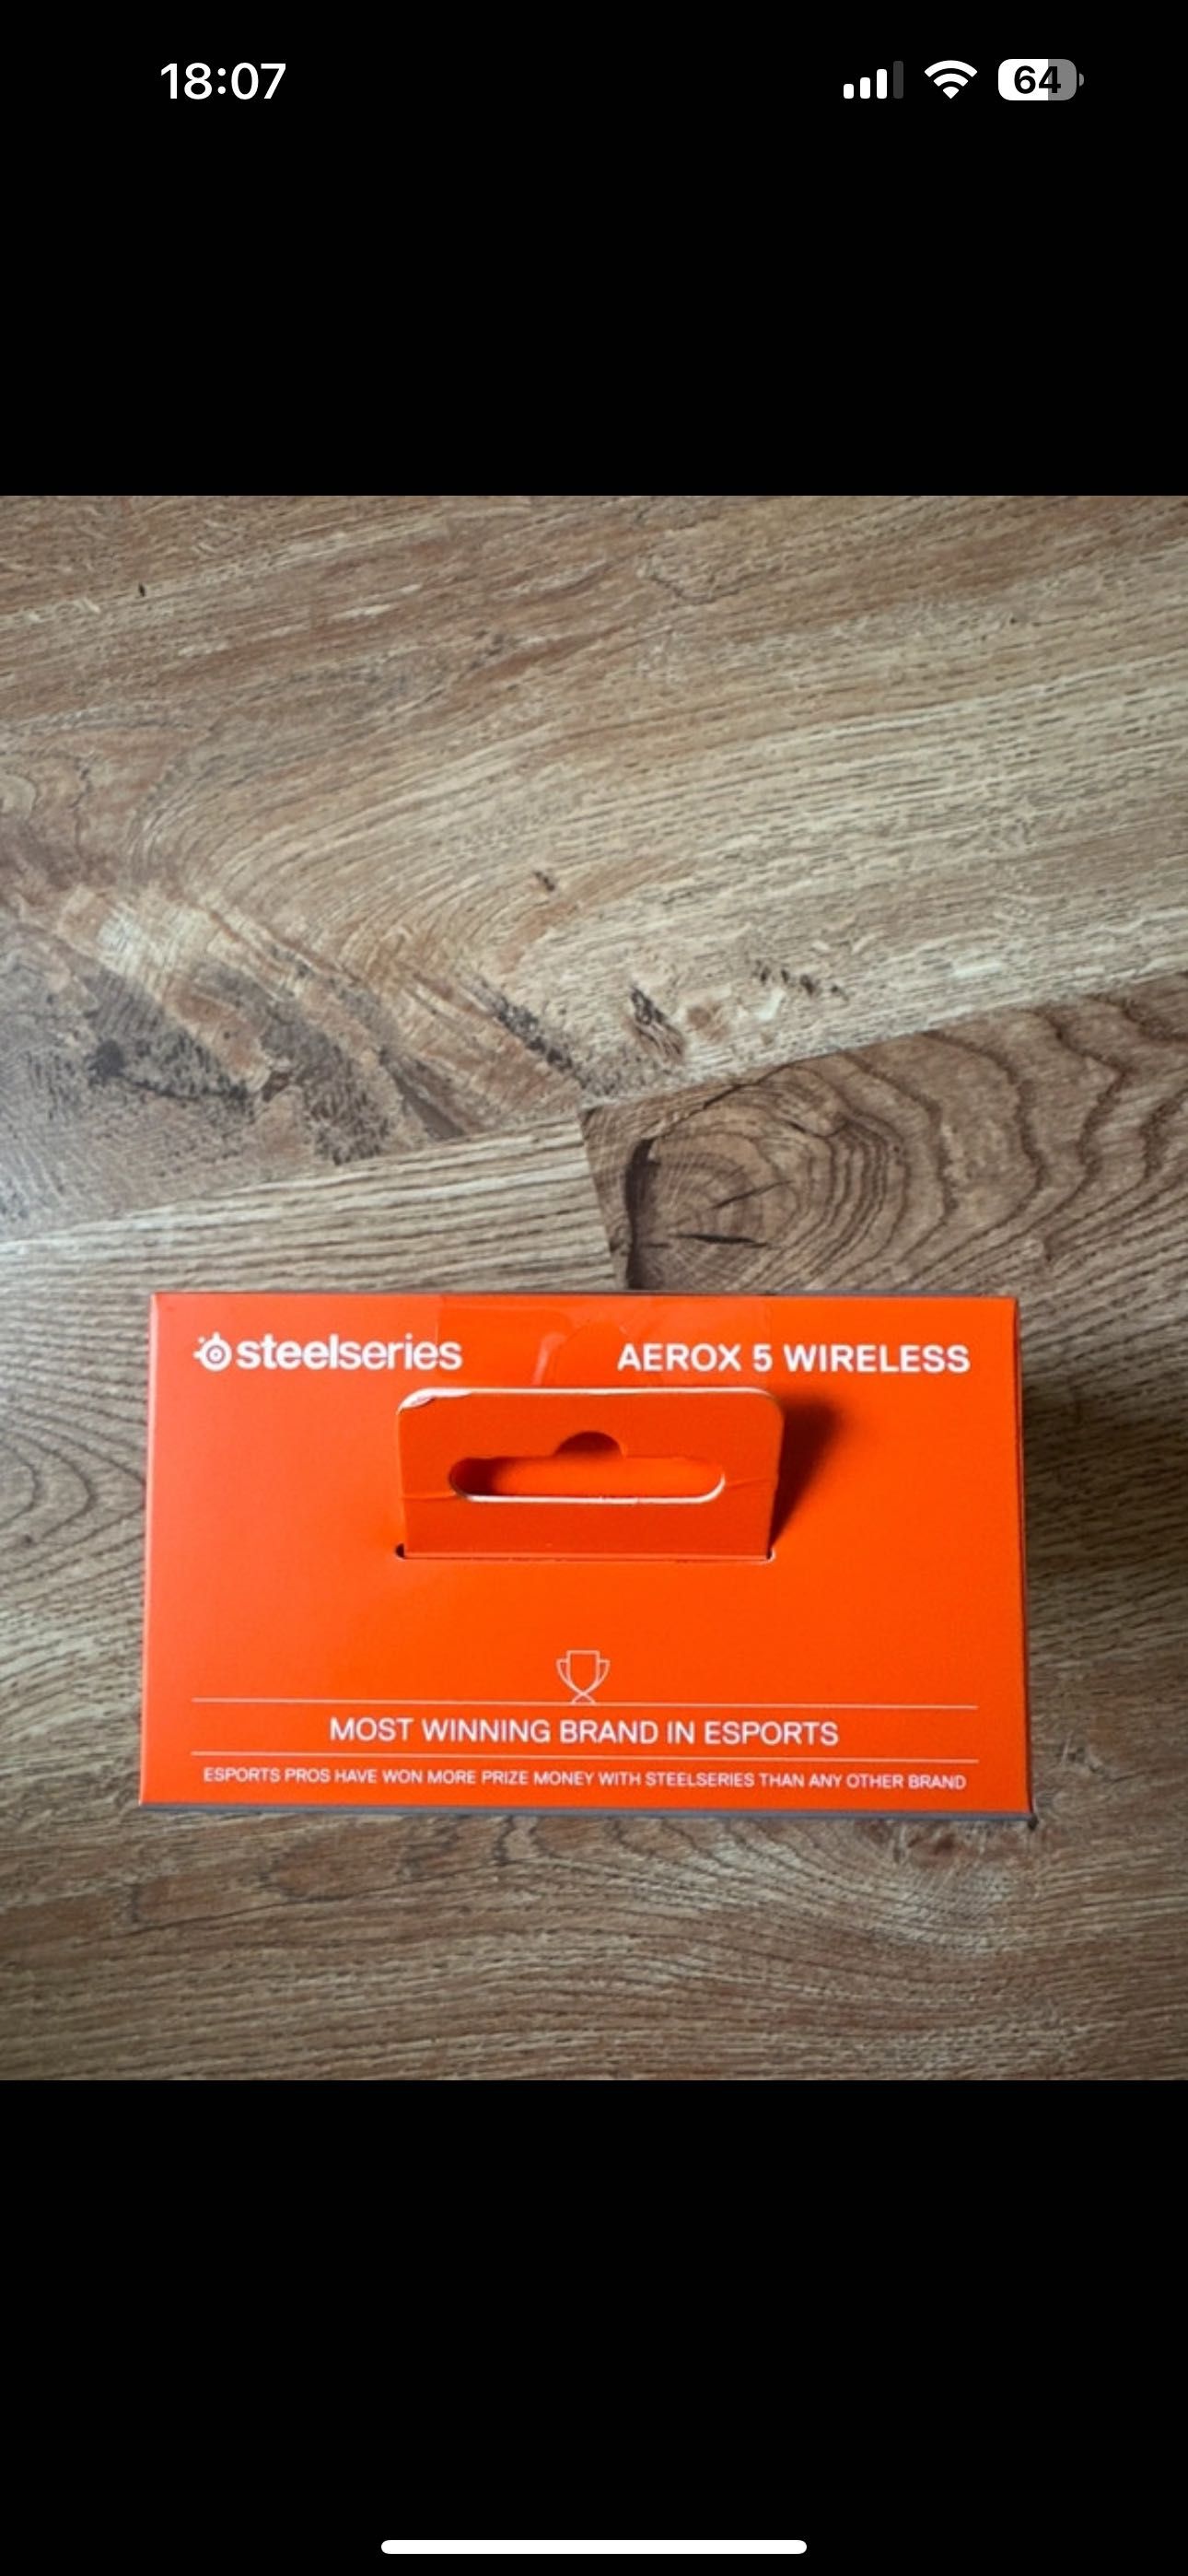 18:07
64
steelseries
AEROX 5 WIRELESS
MOST WINNING BRAND IN ESPORTS
ESPORTS PROS HAVE WON MORE PRIZE MONEY WITH STEELSERIES THAN ANY OTHER BRAND